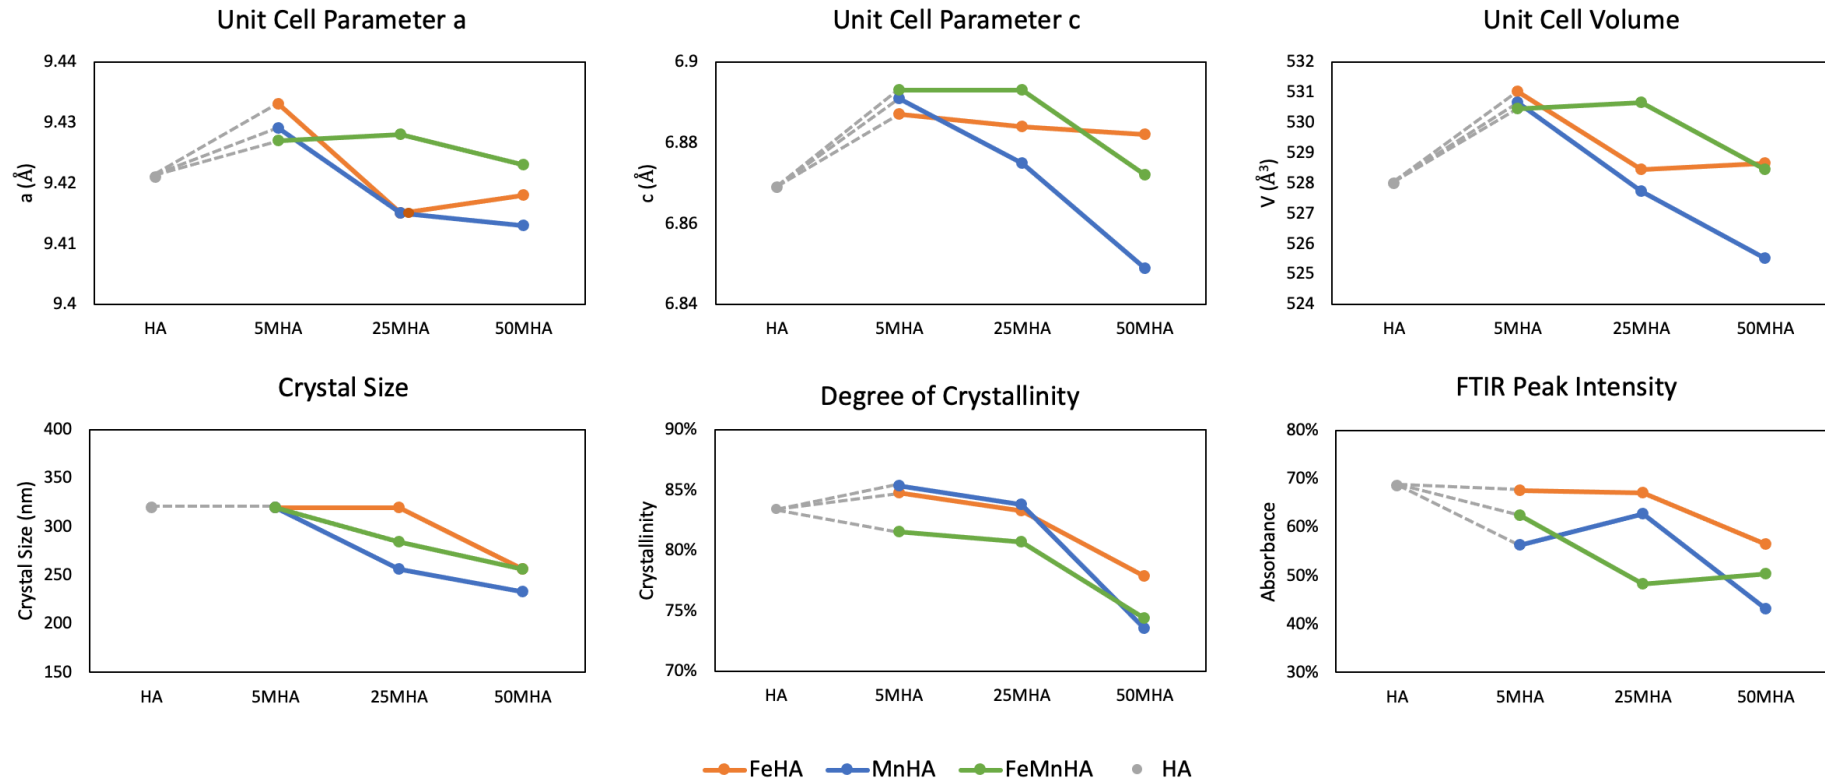 Unit Cell Parameter a
9.44
9.43
9.42
9.41
9.4
a (Å)
HA 5MHA 25MHA 50MHA
Unit Cell Parameter c
6.9
6.88
6.86
6.84
c (Å)
HA 5MHA 25MHA 50MHA
Unit Cell Volume
532
531
530
529
528
527
526
525
524
V (Å³)
HA 5MHA 25MHA 50MHA
Crystal Size
400
350
300
250
200
150
Crystal Size (nm)
HA 5MHA 25MHA 50MHA
Degree of Crystallinity
90%
85%
80%
75%
70%
Crystallinity
HA 5MHA 25MHA 50MHA
FTIR Peak Intensity
80%
70%
60%
50%
40%
30%
Absorbance
HA 5MHA 25MHA 50MHA
FeHA MnHA FeMnHA HA